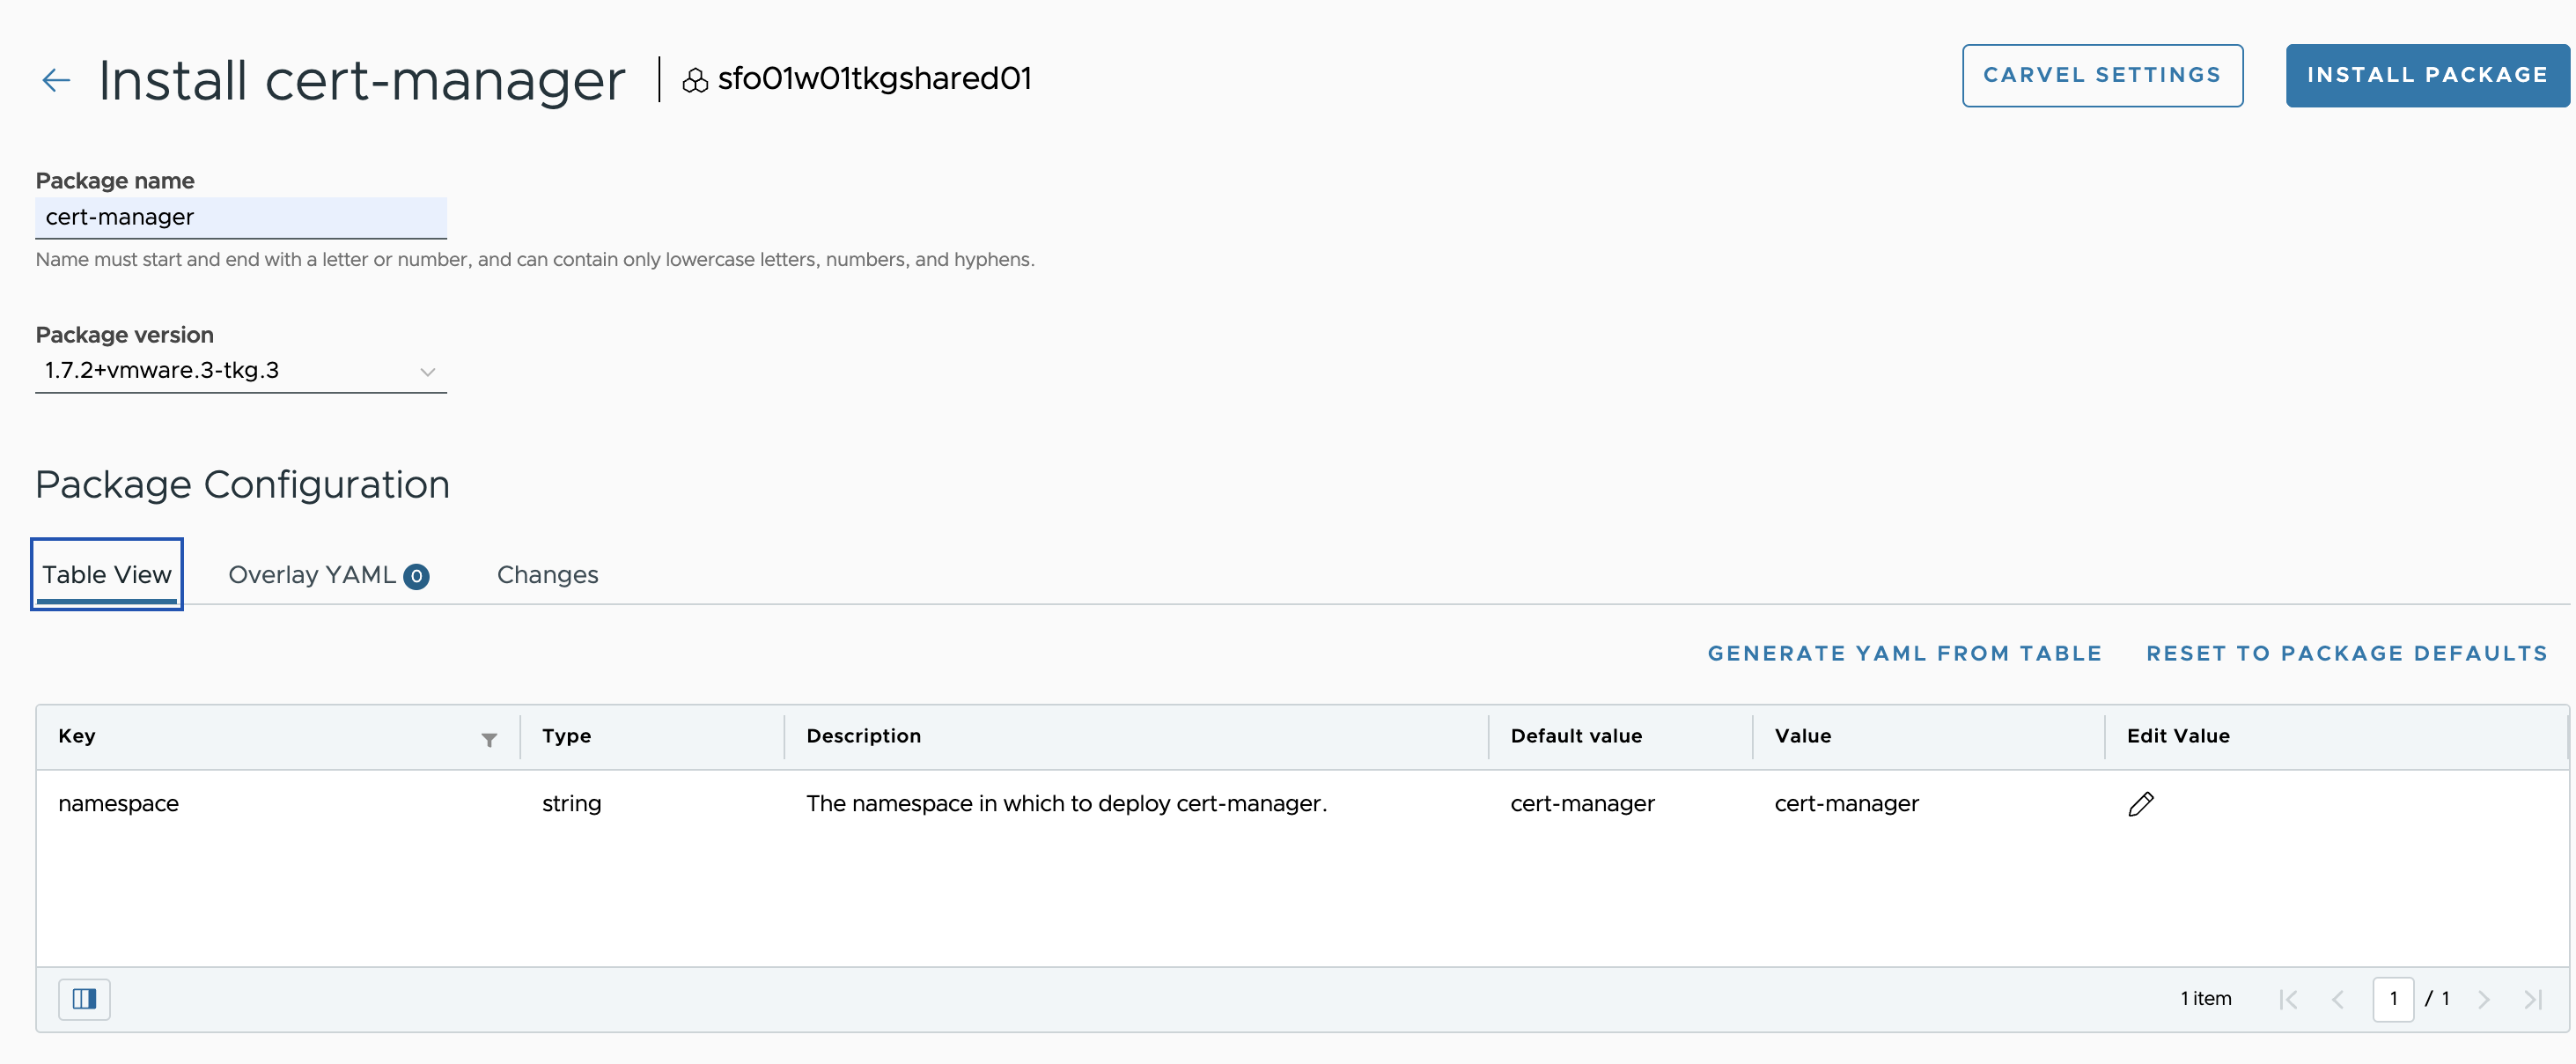 Install cert-manager sfo01w01tkgshared01 CARVEL SETTINGS INSTALL PACKAGE
Package name
cert-manager
Name must start and end with a letter or number, and can contain only lowercase letters, numbers, and hyphens.
Package version
1.7.2+vmware.3-tkg.3
Package Configuration
Table View Overlay YAML 0 Changes
GENERATE YAML FROM TABLE RESET TO PACKAGE DEFAULTS
Key Type Description Default value Value Edit Value
namespace string The namespace in which to deploy cert-manager. cert-manager cert-manager
1 item 1 / 1